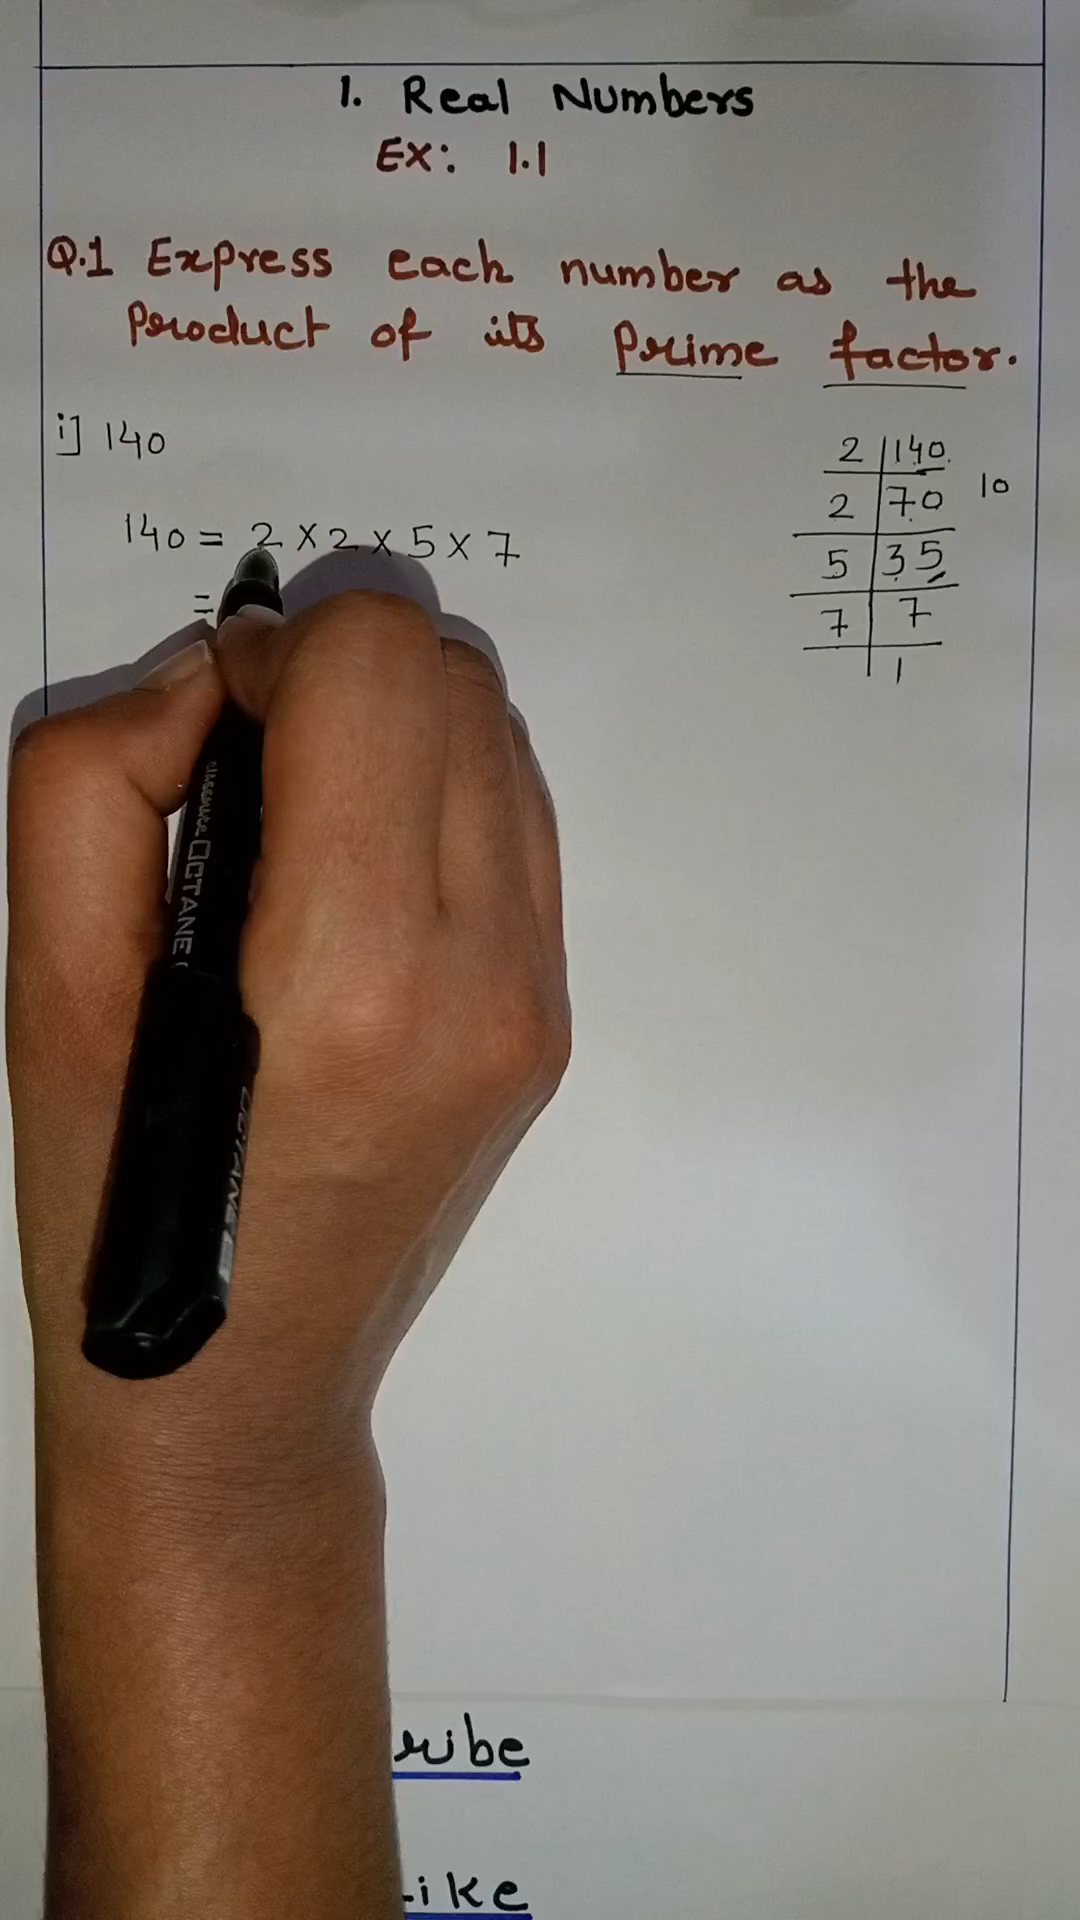 1. Real Numbers
Ex: 1.1
Q.1 Express each number as the
Product of its Prime factor.
i] 140
2 | 140
2 | 70 10
5 | 35
7 | 7
1
140 = 2 × 2 × 5 × 7
=
OCTANE
OCTANE
ribe
ike